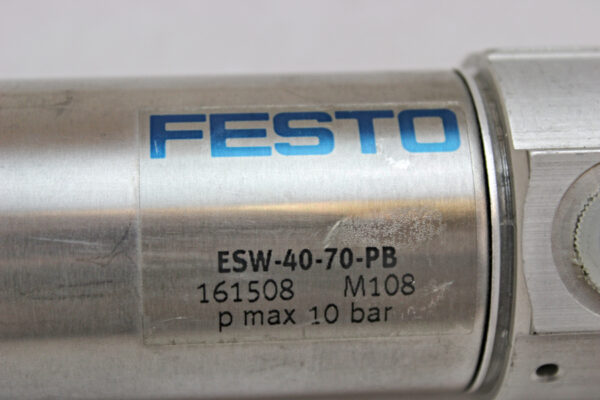 FESTO
ESW-40-70-PB
161508 M108
p max 10 bar